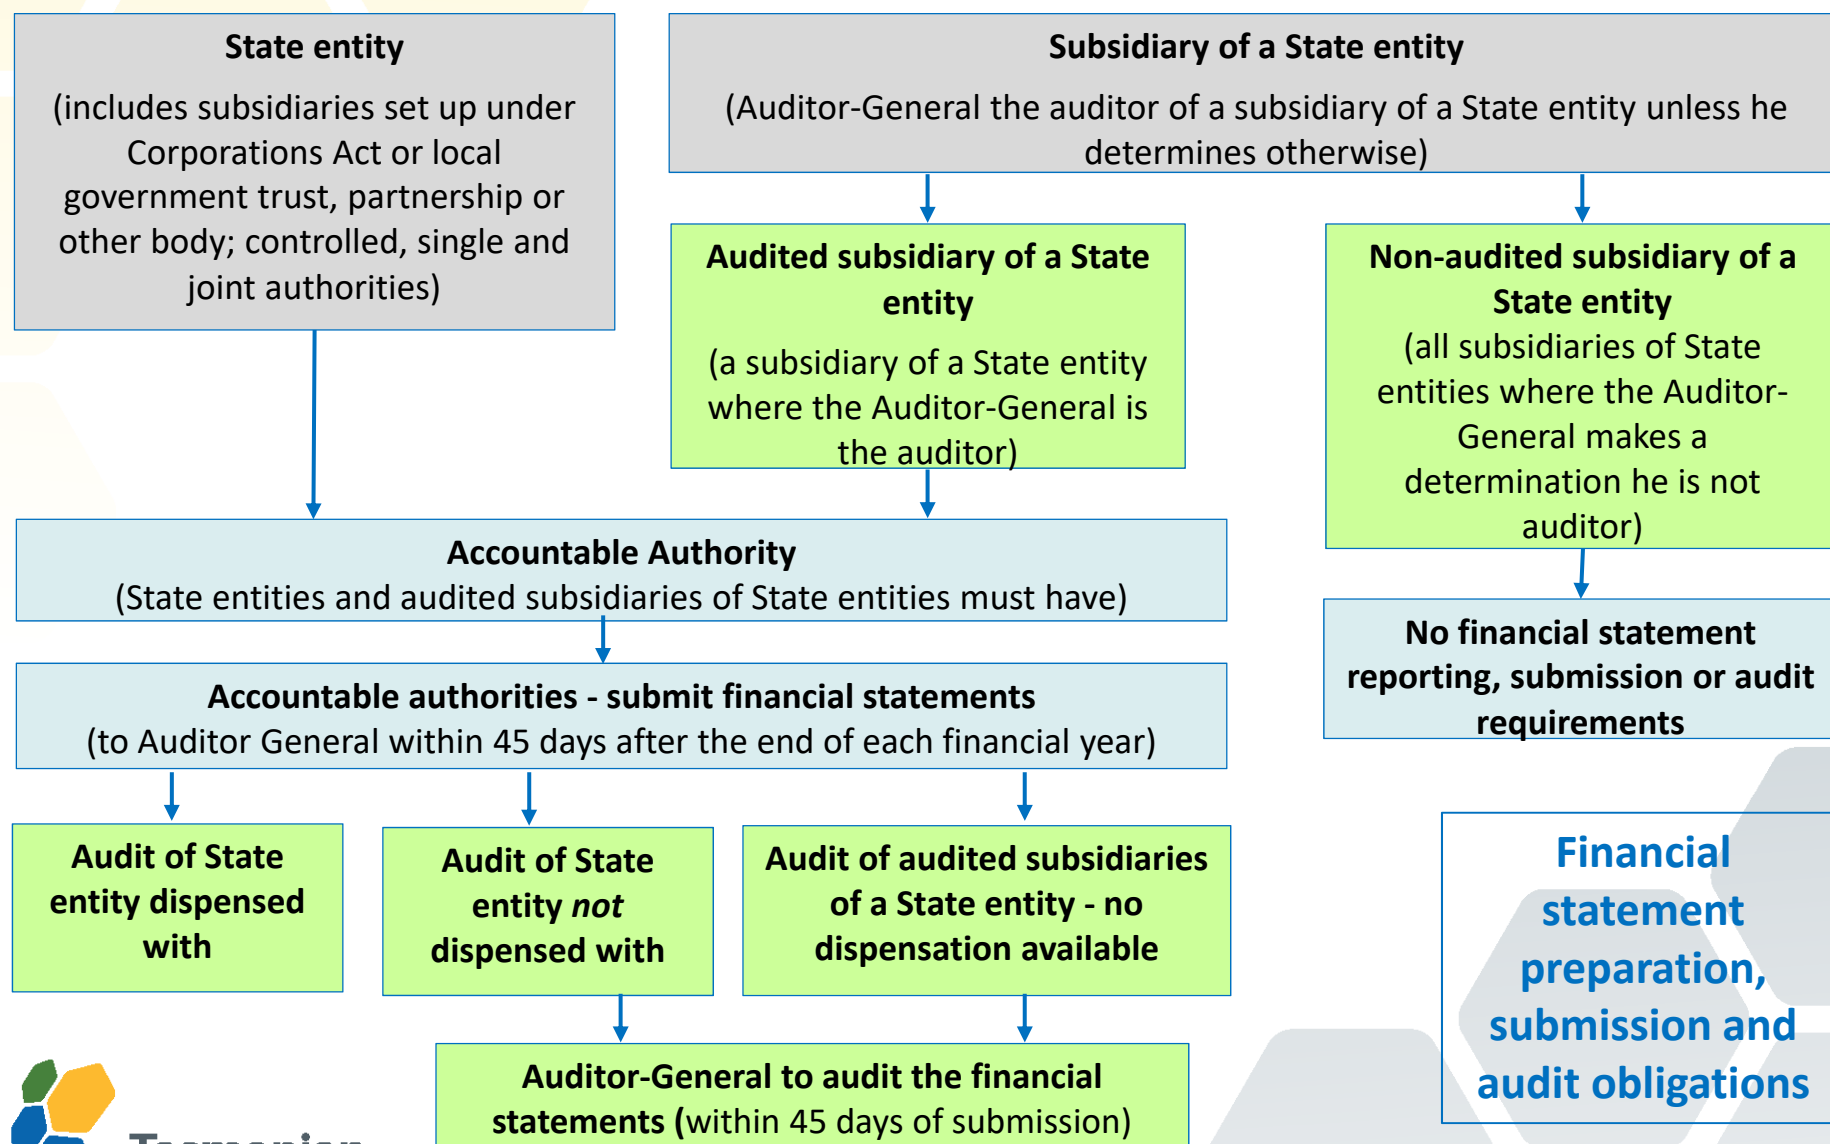 State entity
(includes subsidiaries set up under
Corporations Act or local
government trust, partnership or
other body; controlled, single and
joint authorities)
Subsidiary of a State entity
(Auditor-General the auditor of a subsidiary of a State entity unless he
determines otherwise)
Audited subsidiary of a State
entity
(a subsidiary of a State entity
where the Auditor-General is
the auditor)
Non-audited subsidiary of a
State entity
(all subsidiaries of State
entities where the Auditor-
General makes a
determination he is not
auditor)
Accountable Authority
(State entities and audited subsidiaries of State entities must have)
No financial statement
reporting, submission or audit
requirements
Accountable authorities - submit financial statements
(to Auditor General within 45 days after the end of each financial year)
Audit of State
entity dispensed
with
Audit of State
entity not
dispensed with
Audit of audited subsidiaries
of a State entity - no
dispensation available
Financial
statement
preparation,
submission and
audit obligations
Auditor-General to audit the financial
statements (within 45 days of submission)
Tasmanian